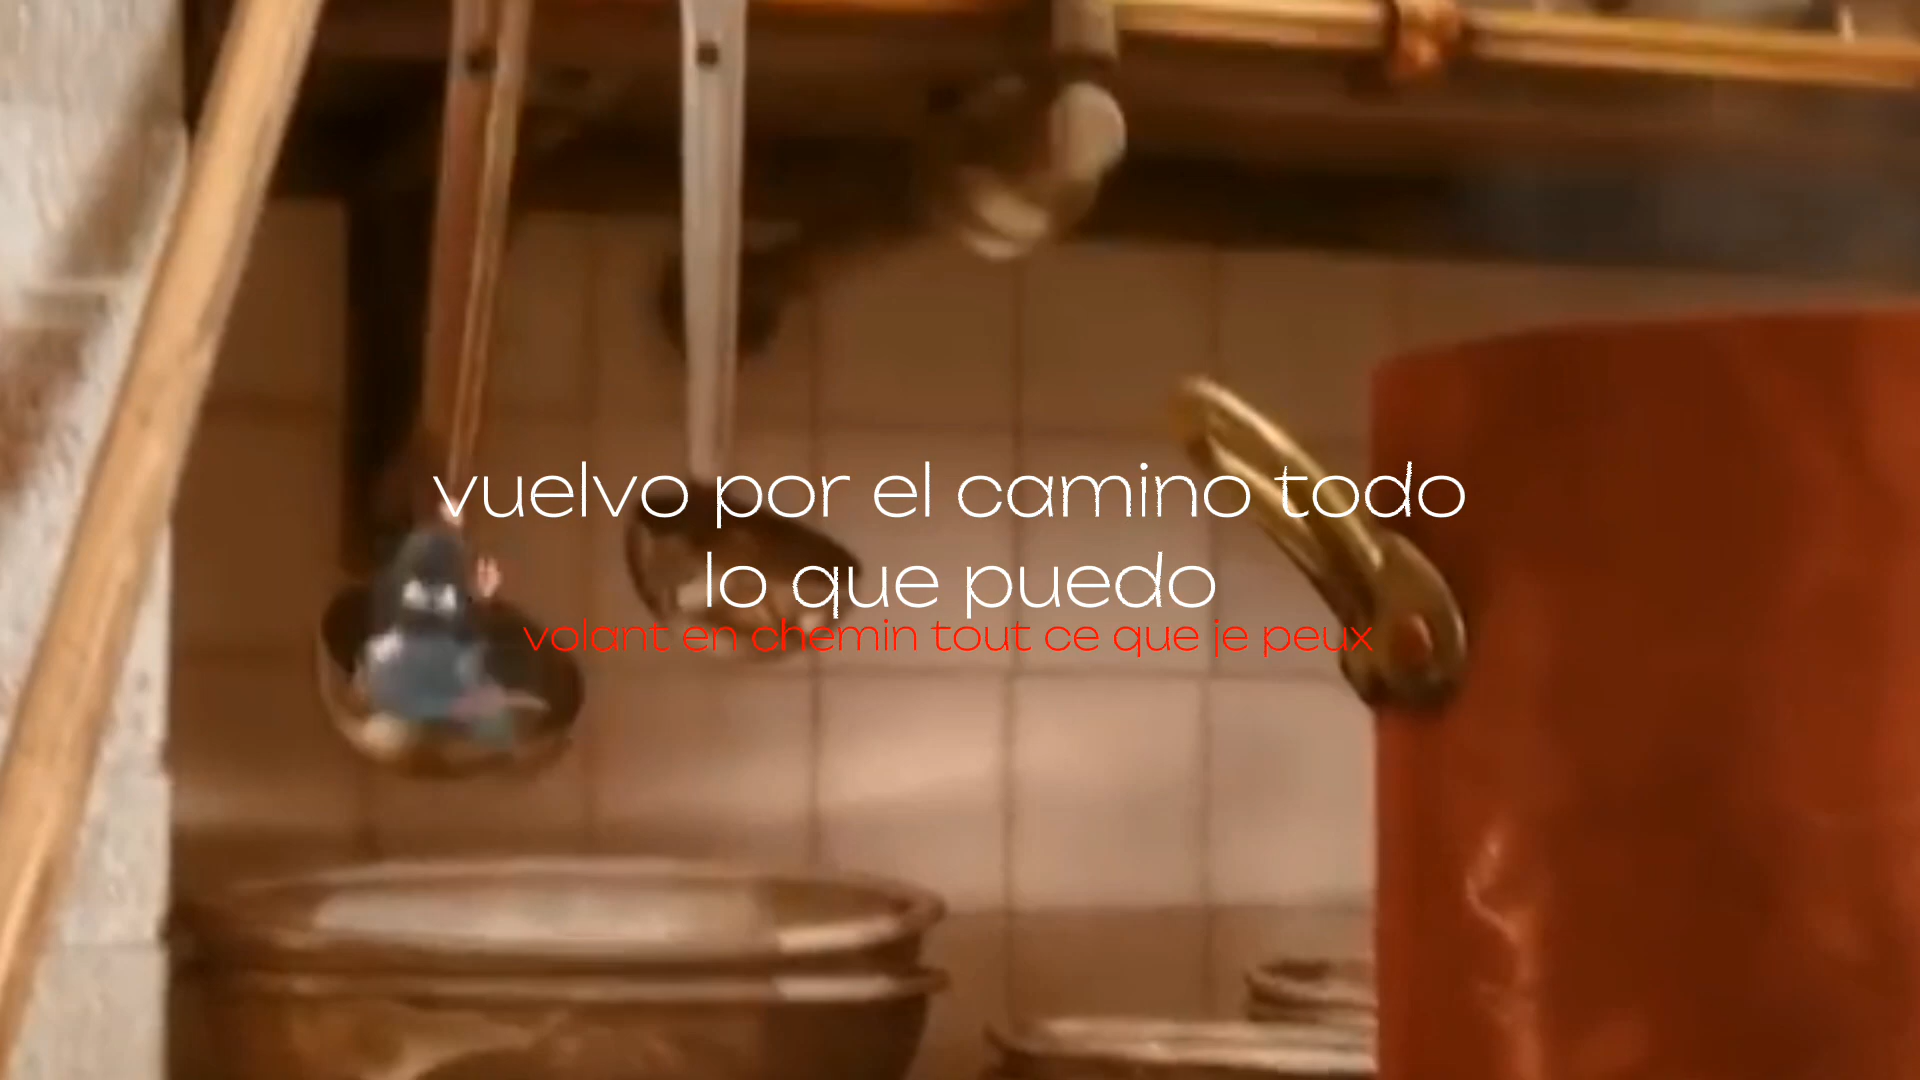 vuelvo por el camino todo
lo que puedo
volant en chemin tout ce que je peux